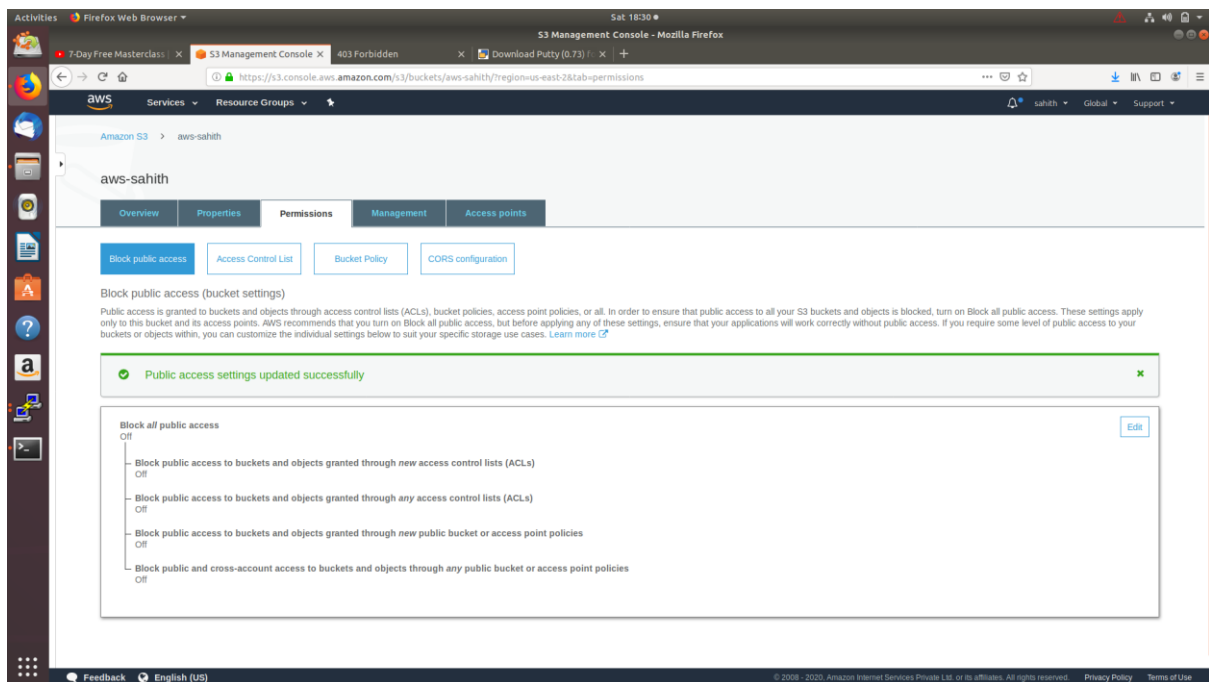 Activities Firefox Web Browser Sat 18:30
S3 Management Console - Mozilla Firefox
7-Day Free Masterclass S3 Management Console 403 Forbidden Download Putty (0.73)
https://s3.console.aws.amazon.com/s3/buckets/aws-sahith/?region=us-east-2&tab=permissions
aws Services Resource Groups sahith Global Support
Amazon S3 > aws-sahith
aws-sahith
Overview Properties Permissions Management Access points
Block public access Access Control List Bucket Policy CORS configuration
Block public access (bucket settings)
Public access is granted to buckets and objects through access control lists (ACLs), bucket policies, access point policies, or all. In order to ensure that public access to all your S3 buckets and objects is blocked, turn on Block all public access. These settings apply
only to this bucket and its access points. AWS recommends that you turn on Block all public access, but before applying any of these settings, ensure that your applications will work correctly without public access. If you require some level of public access to your
buckets or objects within, you can customize the individual settings below to suit your specific storage use cases. Learn more
Public access settings updated successfully
Block all public access Edit
Off
Block public access to buckets and objects granted through new access control lists (ACLs)
Off
Block public access to buckets and objects granted through any access control lists (ACLs)
Off
Block public access to buckets and objects granted through new public bucket or access point policies
Off
Block public and cross-account access to buckets and objects through any public bucket or access point policies
Off
Feedback English (US) © 2008 - 2020, Amazon Internet Services Private Ltd. or its affiliates. All rights reserved. Privacy Policy Terms of Use